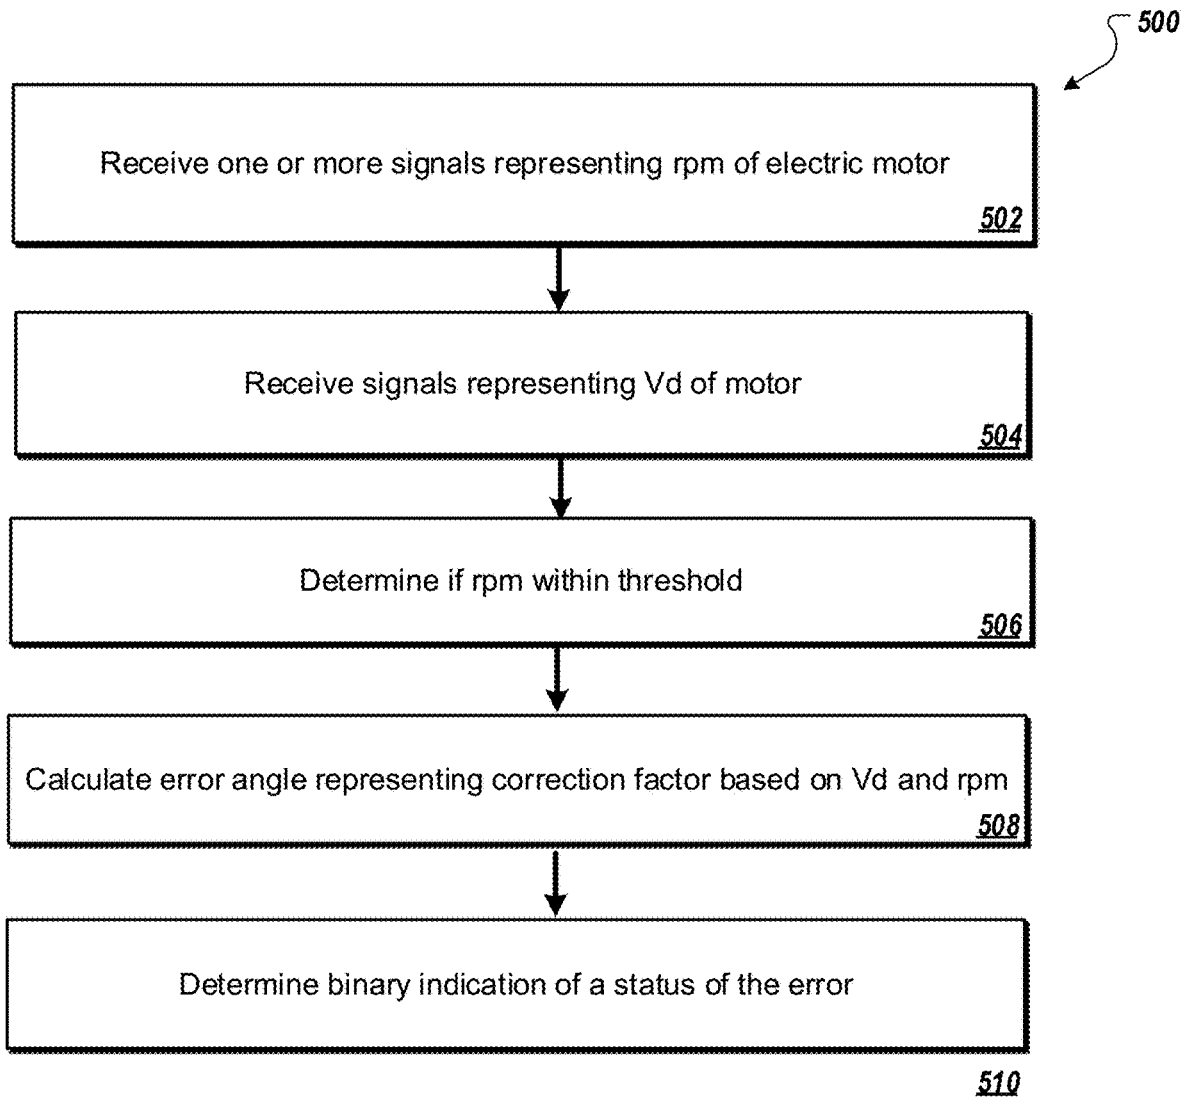 500
Receive one or more signals representing rpm of electric motor
502
Receive signals representing Vd of motor
504
Determine if rpm within threshold
506
Calculate error angle representing correction factor based on Vd and rpm
508
Determine binary indication of a status of the error
510